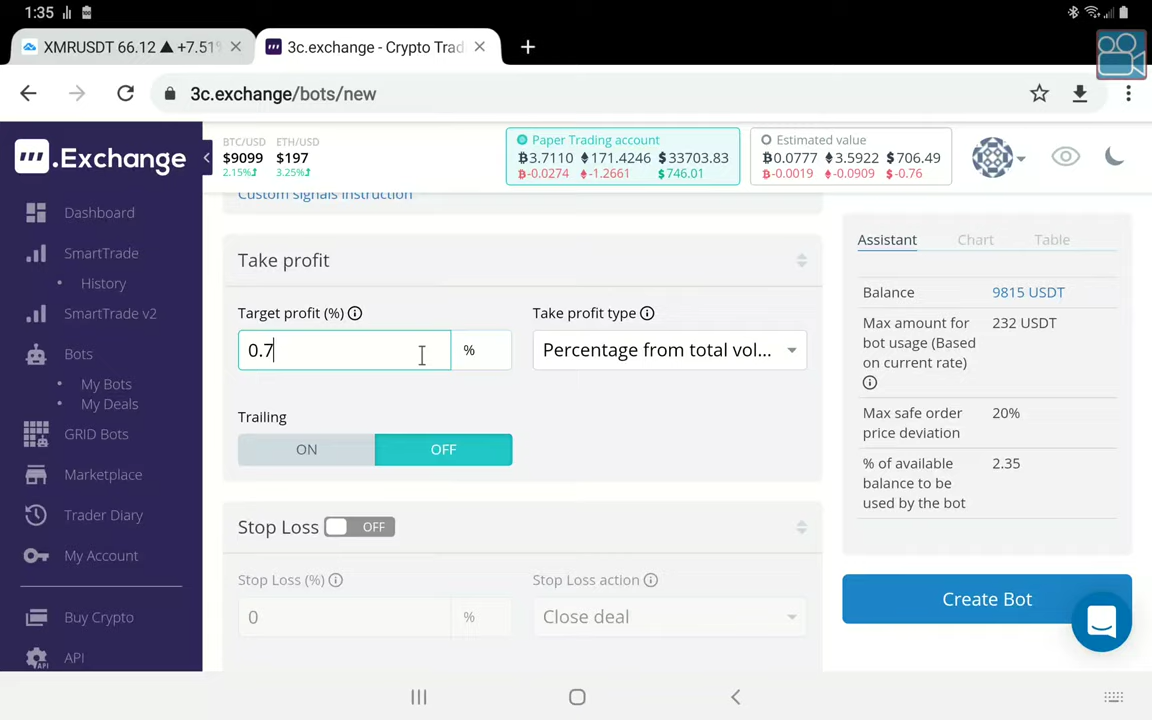 1:35
XMRUSDT 66.12 ▲ +7.51%
3c.exchange - Crypto Trad
3c.exchange/bots/new
.Exchange
BTC/USD
$9099
2.15%
ETH/USD
$197
3.25%
Paper Trading account
3.7110 171.4246 $33703.83
-0.0274 -1.2661 $746.01
Estimated value
0.0777 3.5922 $706.49
-0.0019 -0.0909 $-0.76
Dashboard
SmartTrade
• History
SmartTrade v2
Bots
• My Bots
• My Deals
GRID Bots
Marketplace
Trader Diary
My Account
Buy Crypto
API
API
Custom signals instruction
Take profit
Target profit (%)
0.7
%
Take profit type
Percentage from total vol...
Trailing
ON
OFF
Stop Loss
OFF
Stop Loss (%)
0
%
Stop Loss action
Close deal
Assistant
Chart
Table
Balance
9815 USDT
Max amount for
bot usage (Based
on current rate)
232 USDT
Max safe order
price deviation
20%
% of available
balance to be
used by the bot
2.35
Create Bot